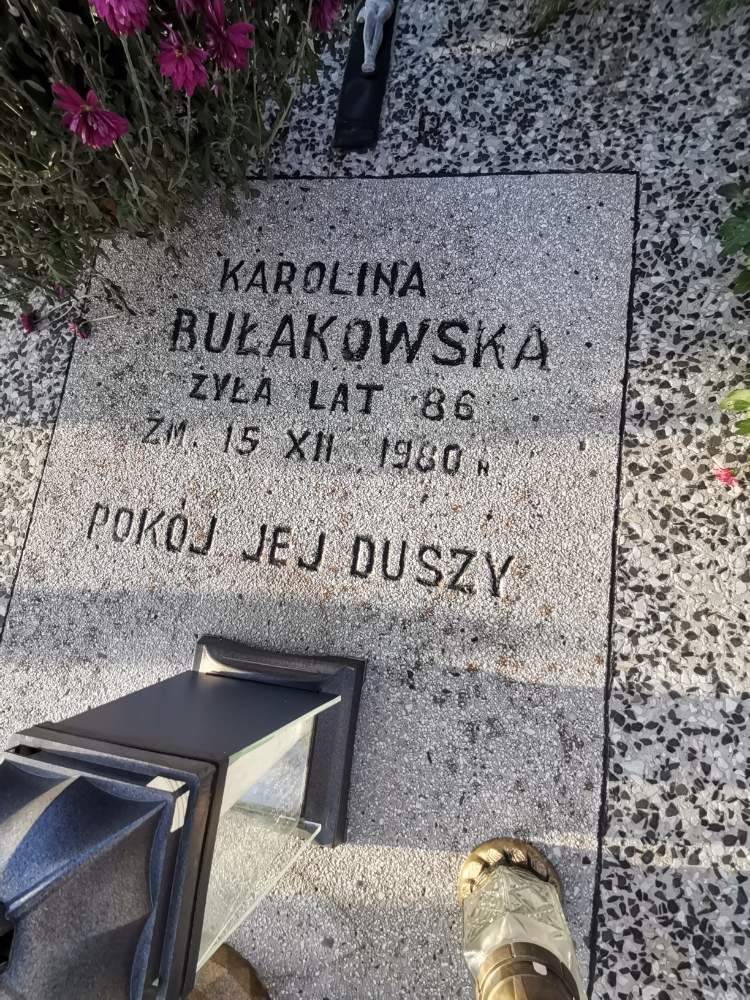 KAROLINA
BUŁAKOWSKA
ŻYŁA LAT 86
ZM. 15 XII 1980 R
POKÓJ JEJ DUSZY